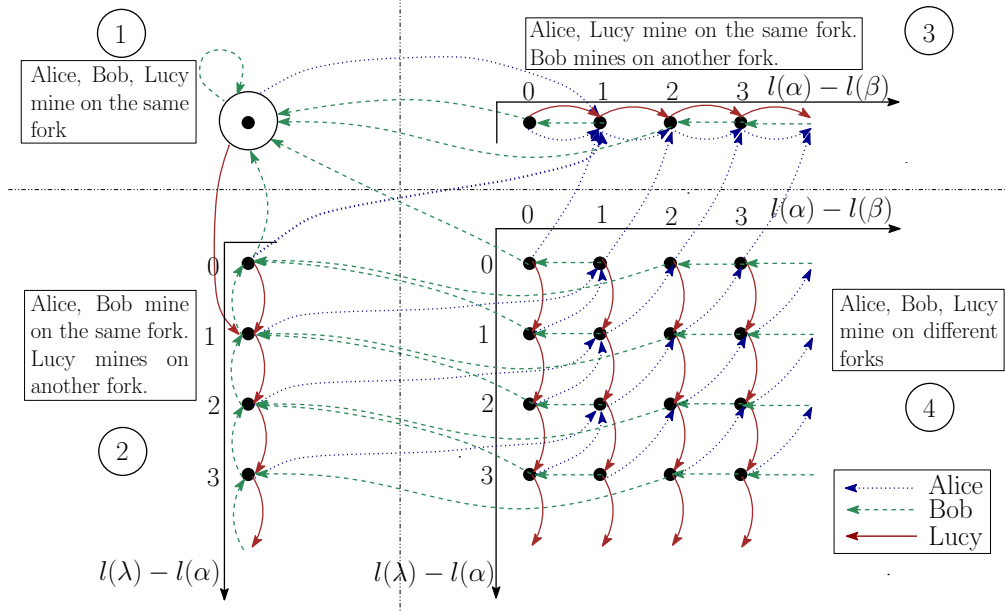 1
Alice, Bob, Lucy
mine on the same
fork
Alice, Lucy mine on the same fork.
Bob mines on another fork.
3
0 1 2 3 l(α) − l(β)
0
1
2
3
Alice, Bob mine
on the same fork.
Lucy mines on
another fork.
2
l(λ) − l(α)
0 1 2 3 l(α) − l(β)
0
1
2
3
l(λ) − l(α)
Alice, Bob, Lucy
mine on different
forks
4
Alice
Bob
Lucy